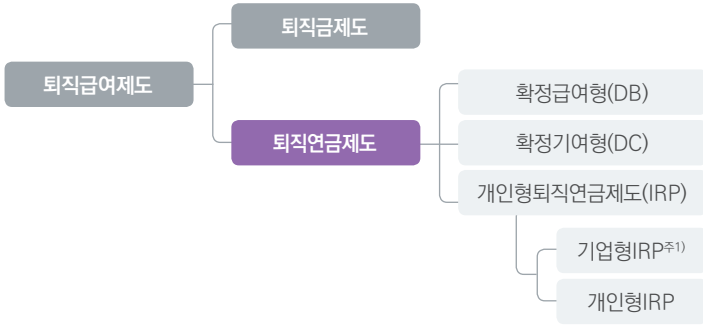 퇴직금제도
퇴직급여제도
확정급여형(DB)
퇴직연금제도
확정기여형(DC)
개인형퇴직연금제도(IRP)
기업형IRP주1)
개인형IRP